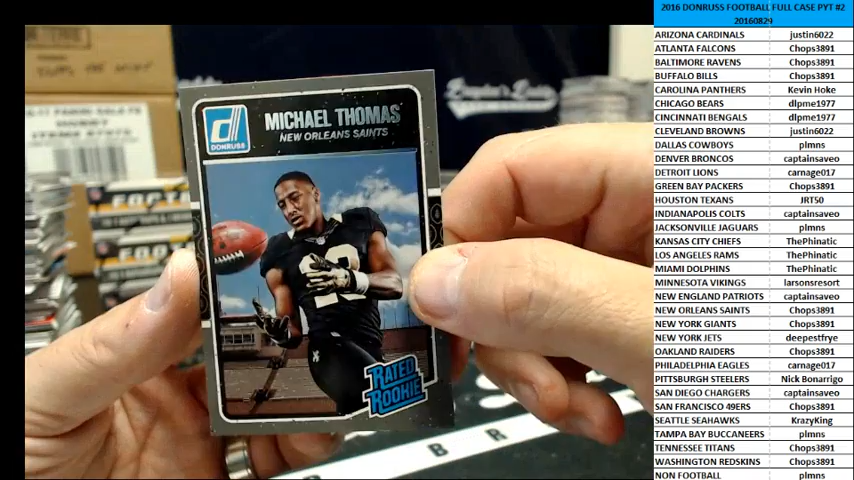 2016 DONRUSS FOOTBALL FULL CASE PYT #2
20160829
ARIZONA CARDINALS justin6022
ATLANTA FALCONS Chops3891
BALTIMORE RAVENS Chops3891
BUFFALO BILLS Chops3891
CAROLINA PANTHERS Kevin Hoke
CHICAGO BEARS dlpme1977
CINCINNATI BENGALS dlpme1977
CLEVELAND BROWNS justin6022
DALLAS COWBOYS plmns
DENVER BRONCOS captainsaveo
DETROIT LIONS carnage017
GREEN BAY PACKERS Chops3891
HOUSTON TEXANS JRT50
INDIANAPOLIS COLTS captainsaveo
JACKSONVILLE JAGUARS plmns
KANSAS CITY CHIEFS ThePhinatic
LOS ANGELES RAMS ThePhinatic
MIAMI DOLPHINS ThePhinatic
MINNESOTA VIKINGS larsonsresort
NEW ENGLAND PATRIOTS captainsaveo
NEW ORLEANS SAINTS Chops3891
NEW YORK GIANTS Chops3891
NEW YORK JETS deepestfrye
OAKLAND RAIDERS Chops3891
PHILADELPHIA EAGLES carnage017
PITTSBURGH STEELERS Nick Bonarrigo
SAN DIEGO CHARGERS captainsaveo
SAN FRANCISCO 49ERS Chops3891
SEATTLE SEAHAWKS KrazyKing
TAMPA BAY BUCCANEERS plmns
TENNESSEE TITANS Chops3891
WASHINGTON REDSKINS Chops3891
NON FOOTBALL plmns
MICHAEL THOMAS
NEW ORLEANS SAINTS
d
DONRUSS
RATED
ROOKIE
B R